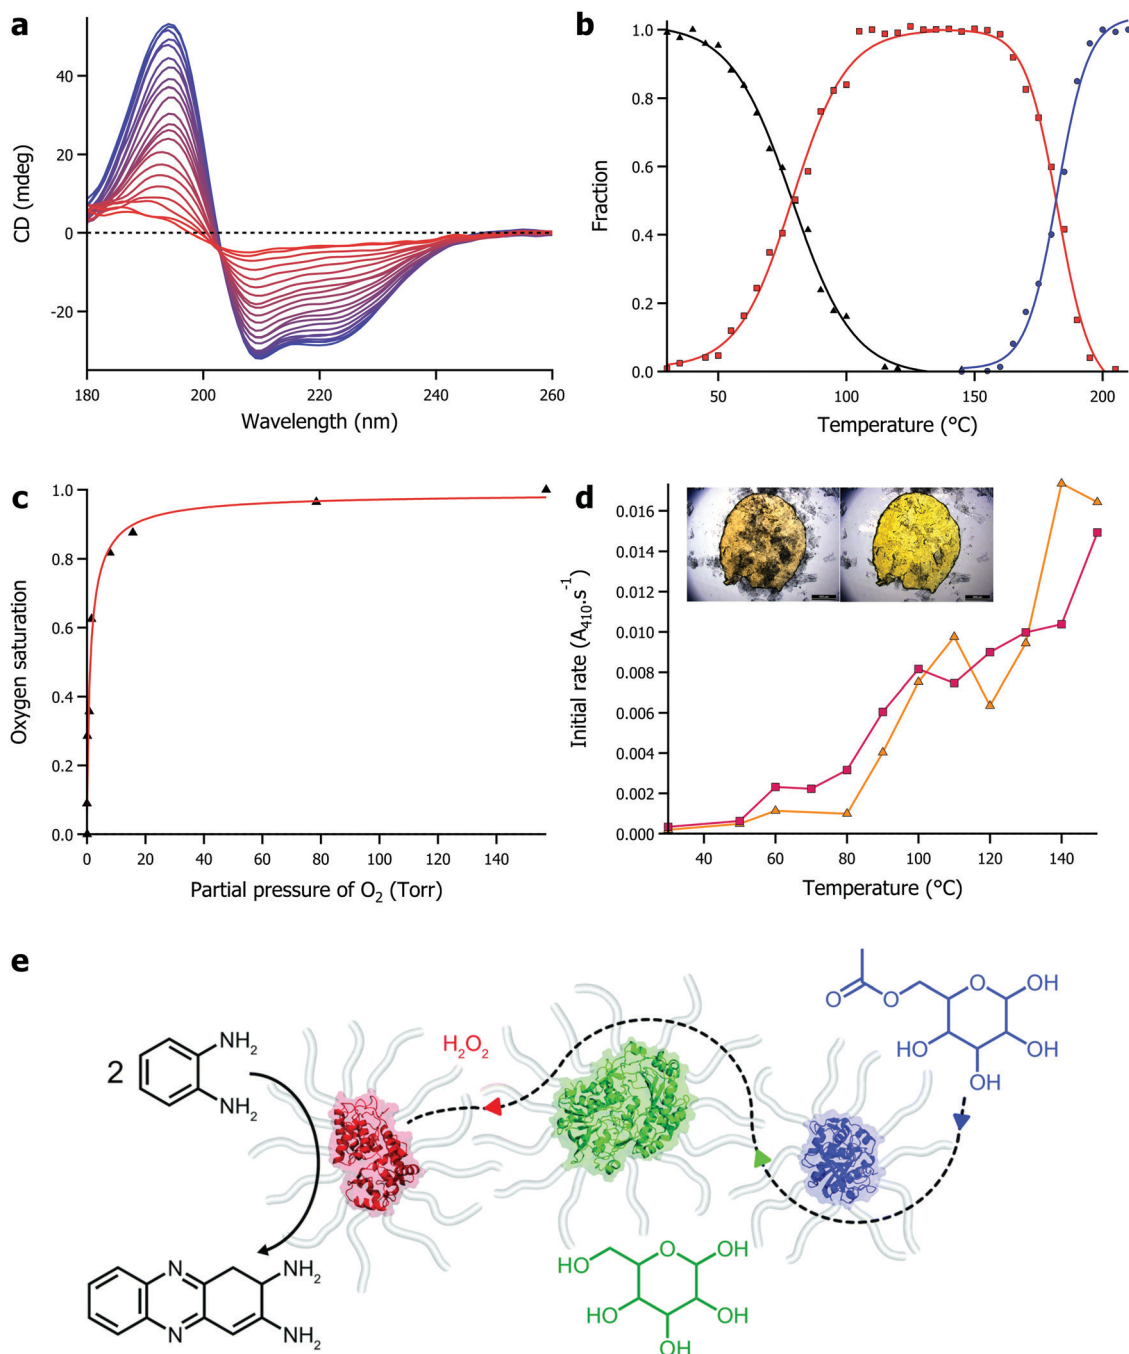 a
CD (mdeg)
40
20
0
-20
180
200
220
240
260
Wavelength (nm)
b
Fraction
1.0
0.8
0.6
0.4
0.2
0.0
50
100
150
200
Temperature (°C)
c
Oxygen saturation
1.0
0.8
0.6
0.4
0.2
0.0
0
20
40
60
80
100
120
140
Partial pressure of O₂ (Torr)
d
Initial rate (A₄₁₀.s⁻¹)
0.016
0.014
0.012
0.010
0.008
0.006
0.004
0.002
0.000
40
60
80
100
120
140
Temperature (°C)
e
2
NH₂
NH₂
H₂O₂
O
O
O
OH
HO
OH
OH
N
N
NH₂
NH₂
HO
O
OH
HO
OH
OH